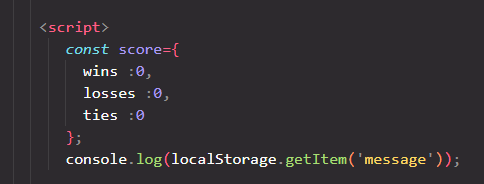 <script>
const score={
wins :0,
losses :0,
ties :0
};
console.log(localStorage.getItem('message'));